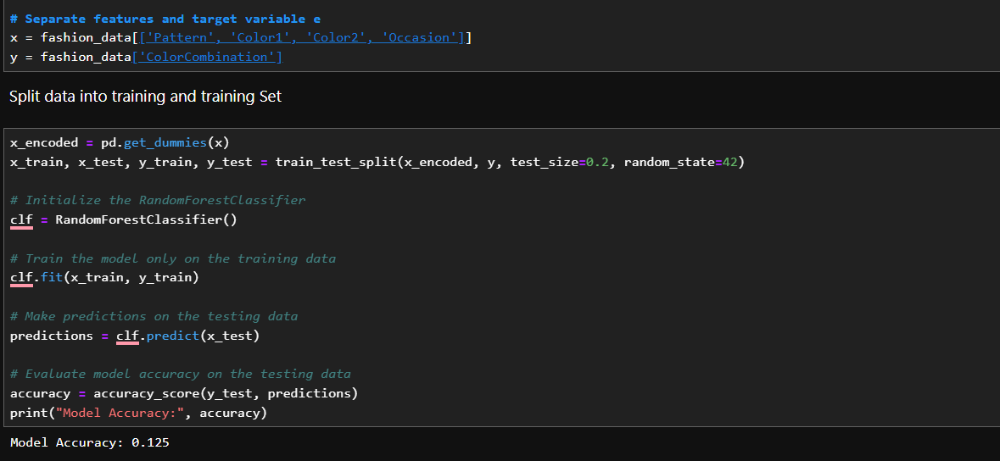 # Separate features and target variable e
x = fashion_data[['Pattern', 'Color1', 'Color2', 'Occasion']]
y = fashion_data['ColorCombination']
Split data into training and training Set
x_encoded = pd.get_dummies(x)
x_train, x_test, y_train, y_test = train_test_split(x_encoded, y, test_size=0.2, random_state=42)
# Initialize the RandomForestClassifier
clf = RandomForestClassifier()
# Train the model only on the training data
clf.fit(x_train, y_train)
# Make predictions on the testing data
predictions = clf.predict(x_test)
# Evaluate model accuracy on the testing data
accuracy = accuracy_score(y_test, predictions)
print("Model Accuracy:", accuracy)
Model Accuracy: 0.125